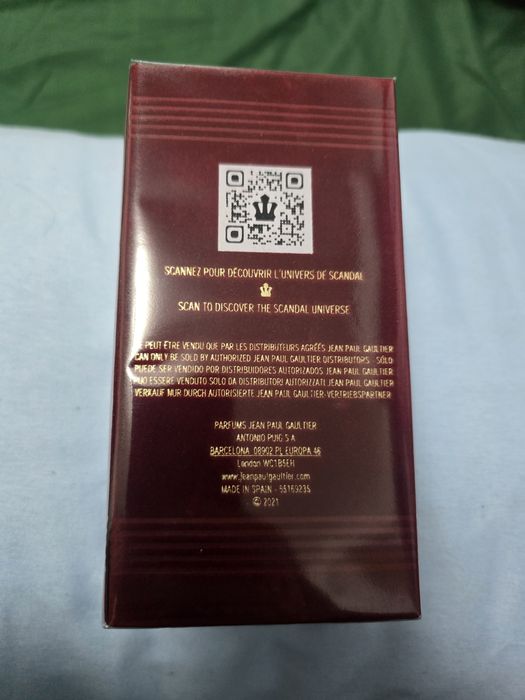 SCANNEZ POUR DÉCOUVRIR L'UNIVERS DE SCANDAL
SCAN TO DISCOVER THE SCANDAL UNIVERSE
NE PEUT ÊTRE VENDU QUE PAR LES DISTRIBUTEURS AGRÉÉS JEAN PAUL GAULTIER
CAN ONLY BE SOLD BY AUTHORIZED JEAN PAUL GAULTIER DISTRIBUTORS - SÓLO
PUEDE SER VENDIDO POR DISTRIBUIDORES AUTORIZADOS JEAN PAUL GAULTIER
PUÒ ESSERE VENDUTO SOLO DA DISTRIBUTORI AUTORIZZATI JEAN PAUL GAULTIER
VERKAUF NUR DURCH AUTORISIERTE JEAN PAUL GAULTIER-VERTRIEBSPARTNER
PARFUMS JEAN PAUL GAULTIER
ANTONIO PUIG S A
BARCELONA 08902 PL EUROPA 46
London WC1B5EH
www.jeanpaulgaultier.com
MADE IN SPAIN - 65169235
© 2021